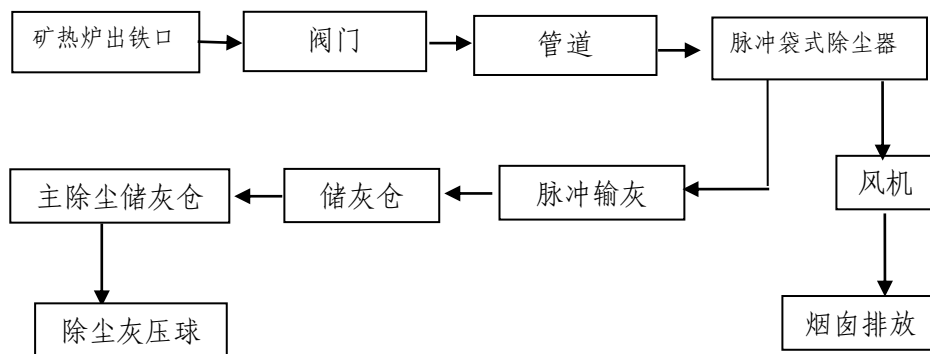 矿热炉出铁口
阀门
管道
脉冲袋式除尘器
主除尘储灰仓
储灰仓
脉冲输灰
风机
除尘灰压球
烟囱排放